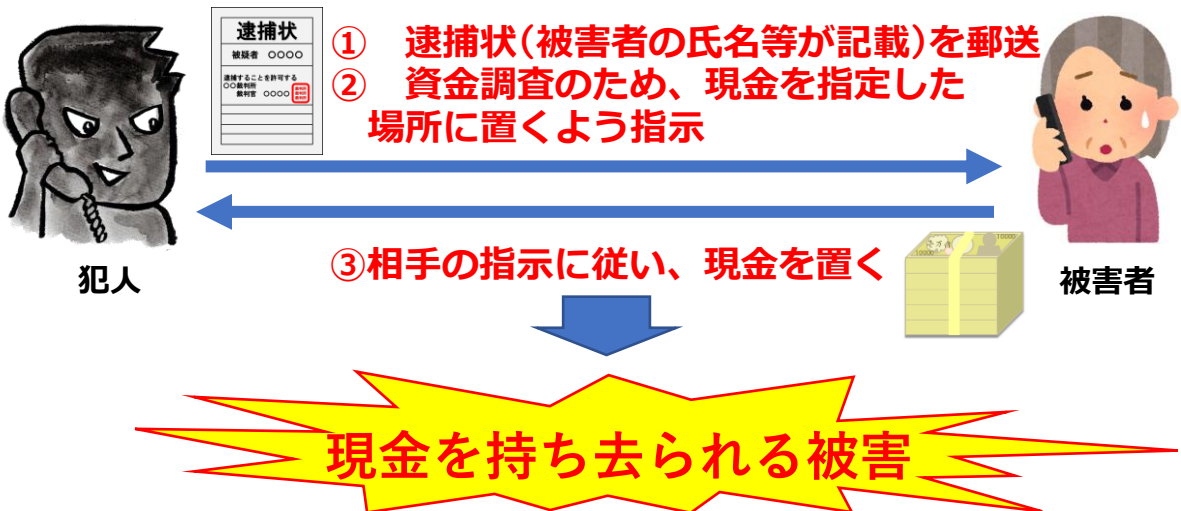 逮捕状
被疑者 ○○○○
逮捕することを許可する
○○裁判所
裁判官 ○○○○
① 逮捕状(被害者の氏名等が記載)を郵送
② 資金調査のため、現金を指定した
場所に置くよう指示
③相手の指示に従い、現金を置く
10000
10000
犯人
被害者
現金を持ち去られる被害